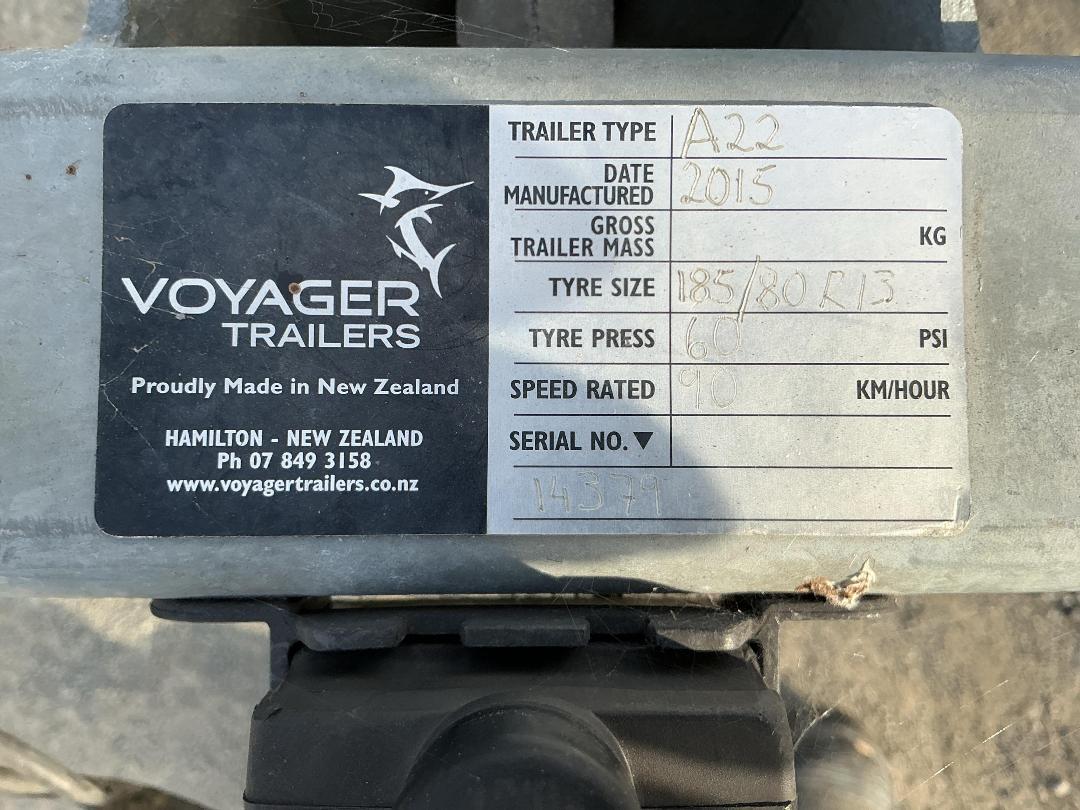 VOYAGER
TRAILERS
Proudly Made in New Zealand
HAMILTON - NEW ZEALAND
Ph 07 849 3158
www.voyagertrailers.co.nz
TRAILER TYPE A22
DATE
MANUFACTURED 2015
GROSS
TRAILER MASS KG
TYRE SIZE 185/80 R13
TYRE PRESS 60 PSI
SPEED RATED 90 KM/HOUR
SERIAL NO. ▼
14379